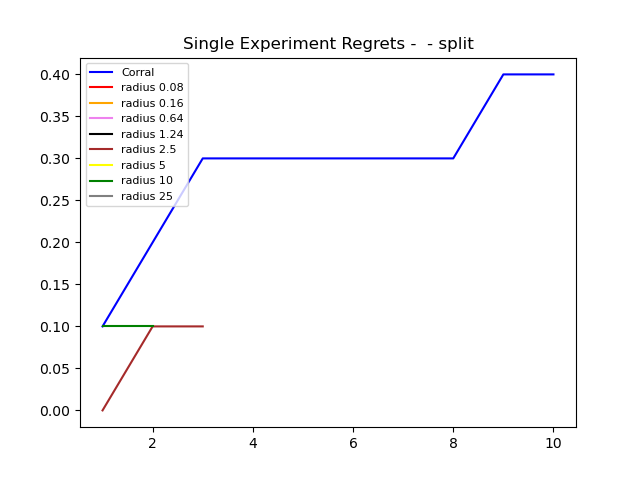 Single Experiment Regrets -  - split
0.40
0.35
0.30
0.25
0.20
0.15
0.10
0.05
0.00
Corral
radius 0.08
radius 0.16
radius 0.64
radius 1.24
radius 2.5
radius 5
radius 10
radius 25
2 4 6 8 10